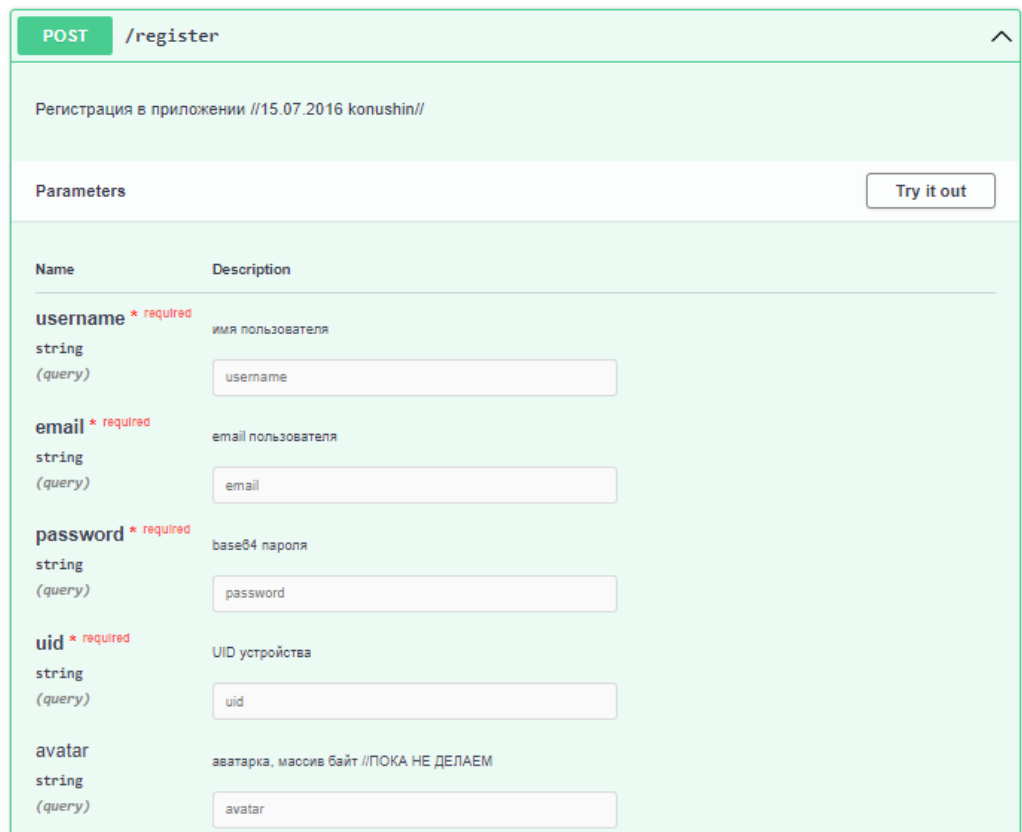 POST /register
Регистрация в приложении //15.07.2016 konushin//
Parameters Try it out
Name Description
username * required
имя пользователя
string
(query)
username
email * required
email пользователя
string
(query)
email
password * required
base64 пароля
string
(query)
password
uid * required
UID устройства
string
(query)
uid
avatar
аватарка, массив байт //ПОКА НЕ ДЕЛАЕМ
string
(query)
avatar